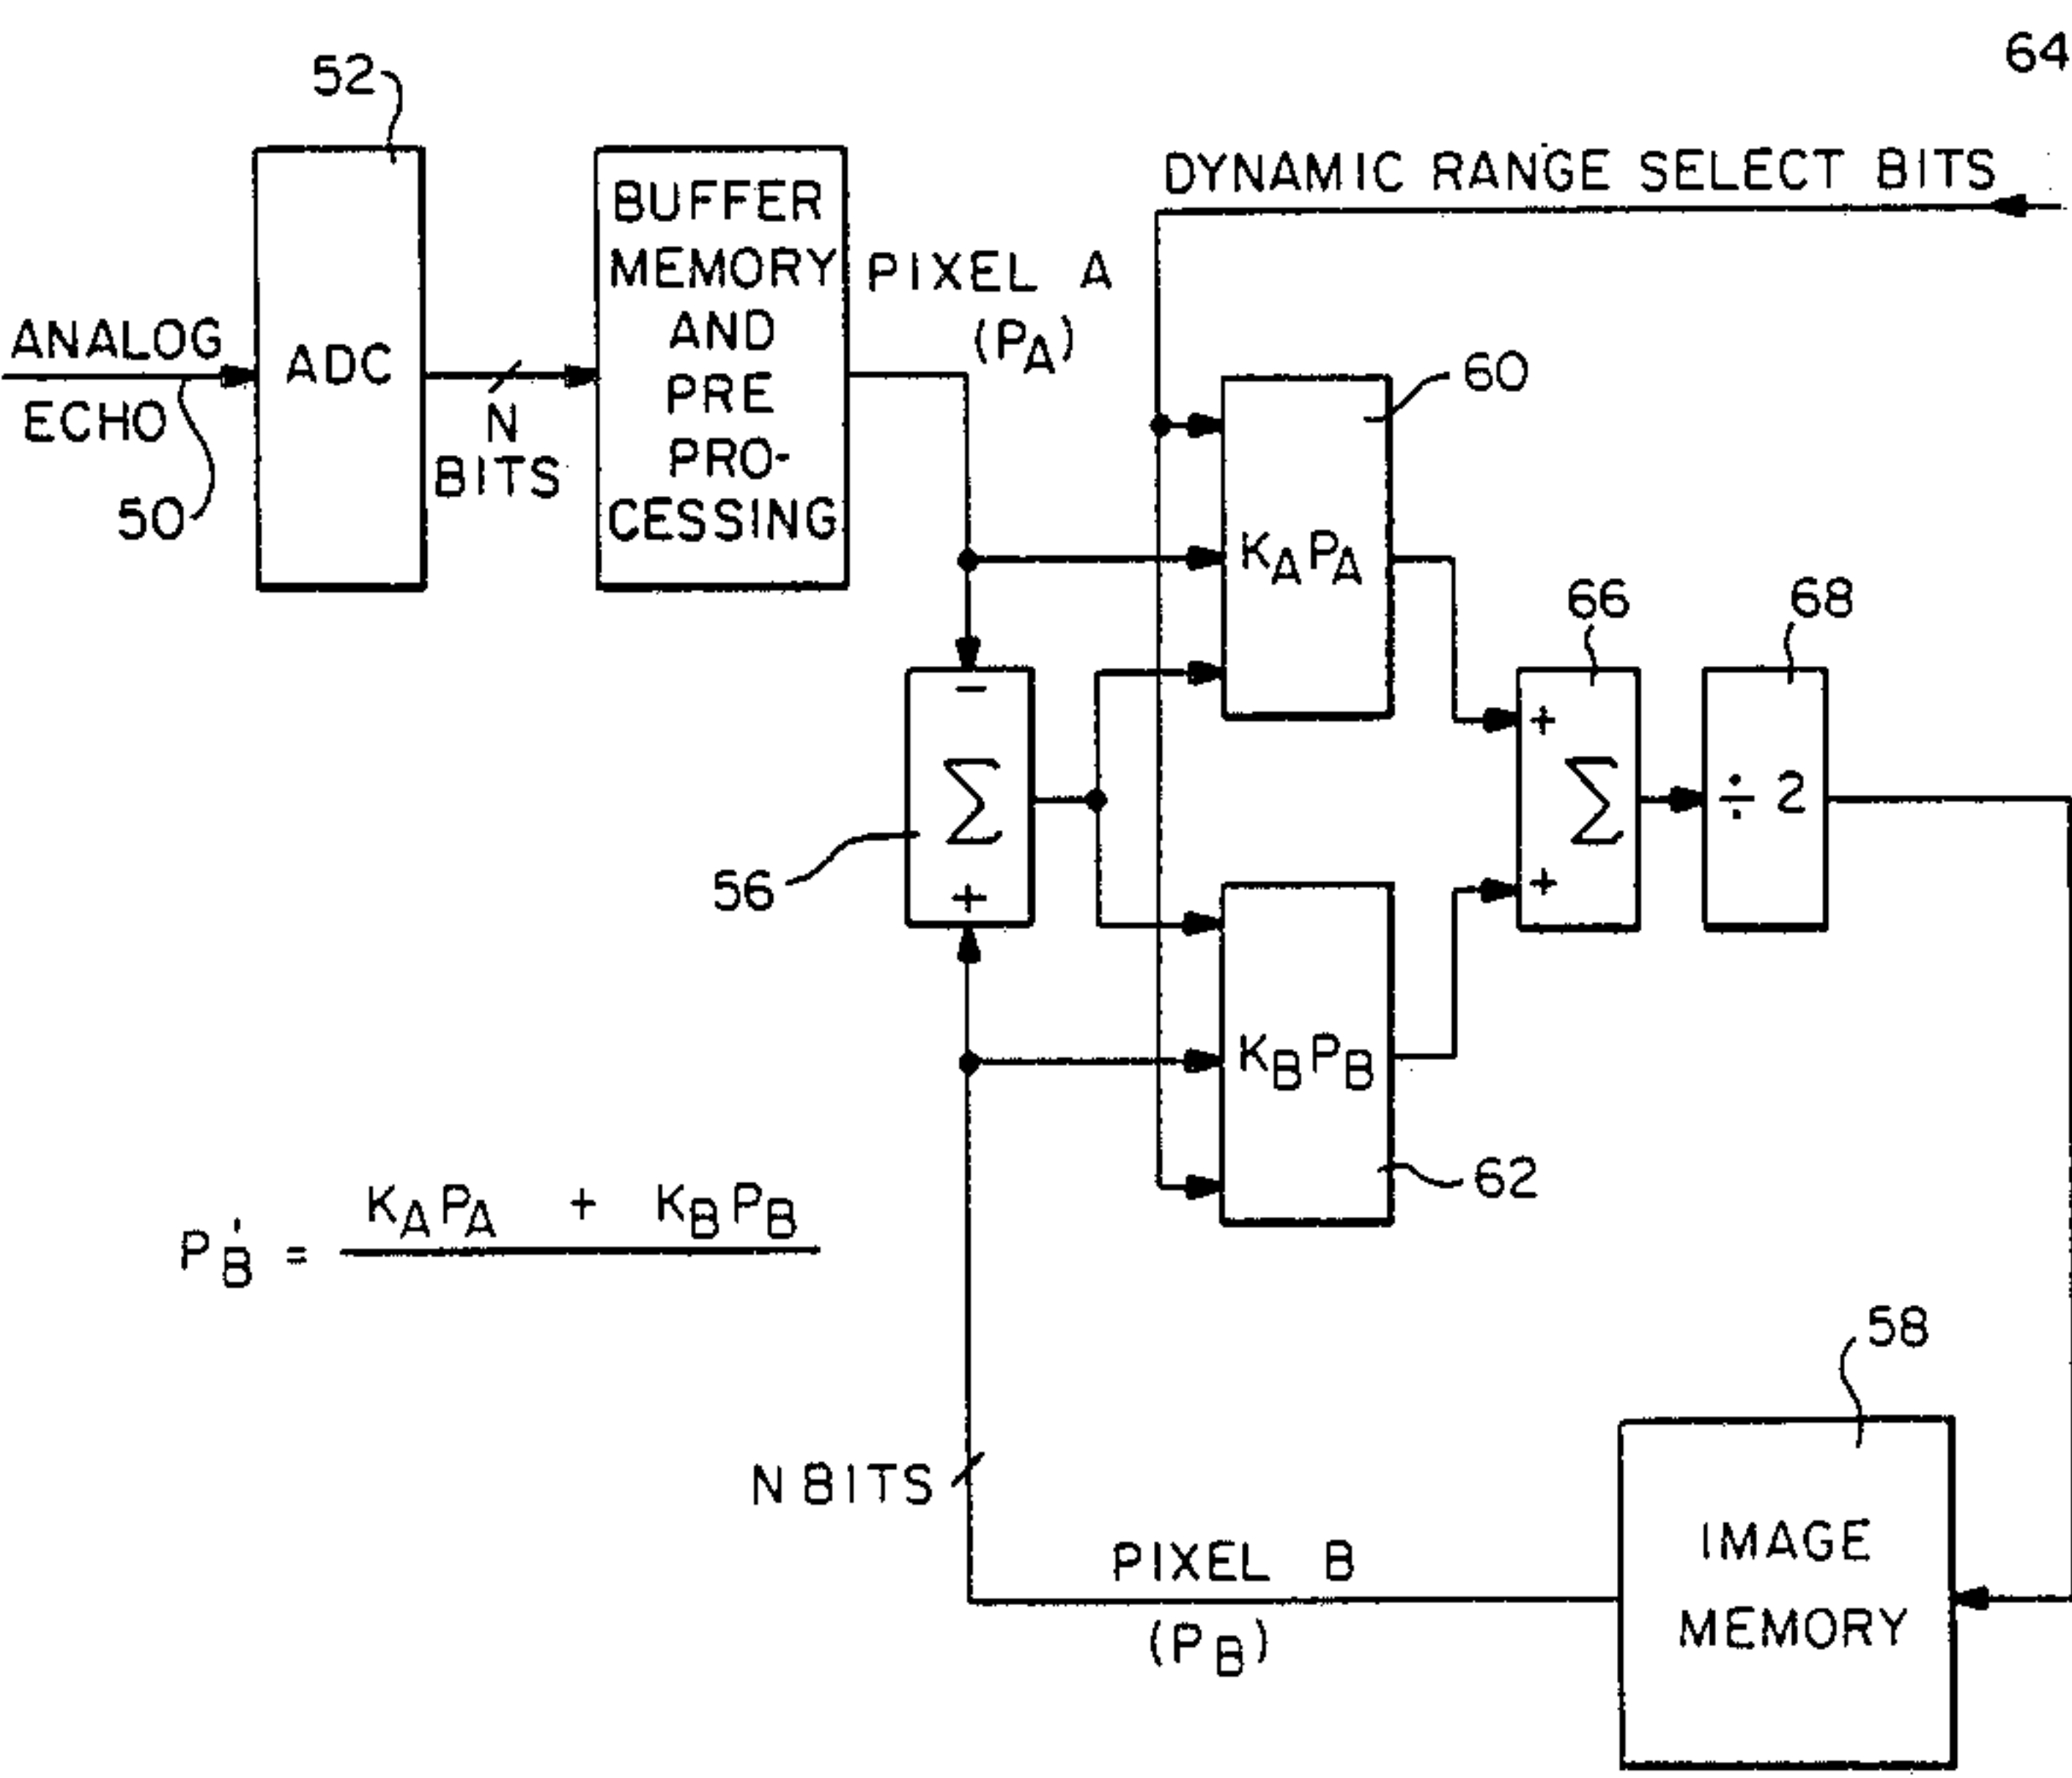 64
52
DYNAMIC RANGE SELECT BITS
BUFFER
MEMORY
AND
PRE
PRO-
CESSING
PIXEL A
(PA)
ANALOG
ECHO
50
ADC
N
BITS
60
KAPA
66
68
-
Σ
+
56
+
Σ
+
÷ 2
KBPB
62
PB' = KAPA + KBPB
58
N BITS
PIXEL B
(PB)
IMAGE
MEMORY